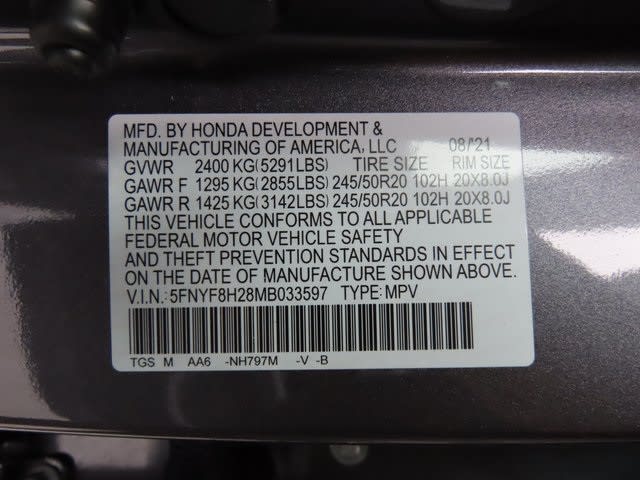 MFD. BY HONDA DEVELOPMENT &
MANUFACTURING OF AMERICA, LLC 08/'21
GVWR 2400 KG(5291LBS) TIRE SIZE RIM SIZE
GAWR F 1295 KG(2855LBS) 245/50R20 102H 20X8.0J
GAWR R 1425 KG(3142LBS) 245/50R20 102H 20X8.0J
THIS VEHICLE CONFORMS TO ALL APPLICABLE
FEDERAL MOTOR VEHICLE SAFETY
AND THEFT PREVENTION STANDARDS IN EFFECT
ON THE DATE OF MANUFACTURE SHOWN ABOVE.
V.I.N.: 5FNYF8H28MB033597 TYPE: MPV
TGS M AA6 -NH797M -V -B